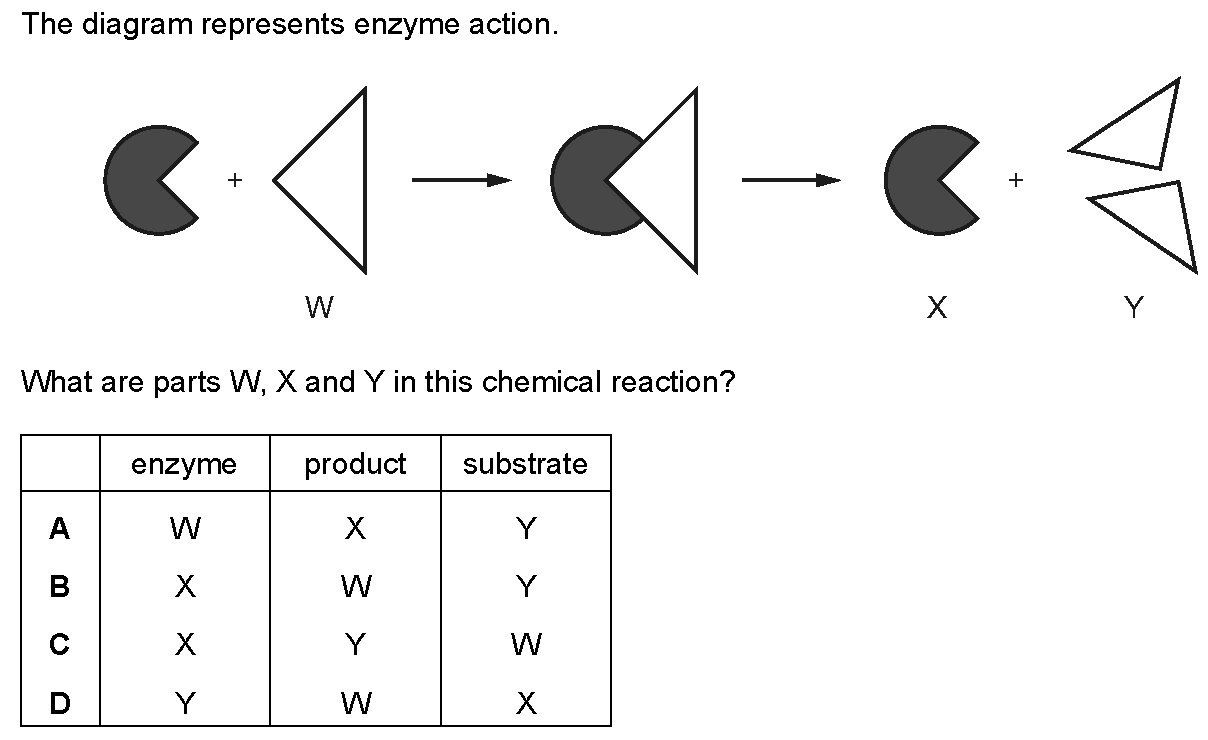 The diagram represents enzyme action.
+ +
W X Y
What are parts W, X and Y in this chemical reaction?
enzyme product substrate
A W X Y
B X W Y
C X Y W
D Y W X